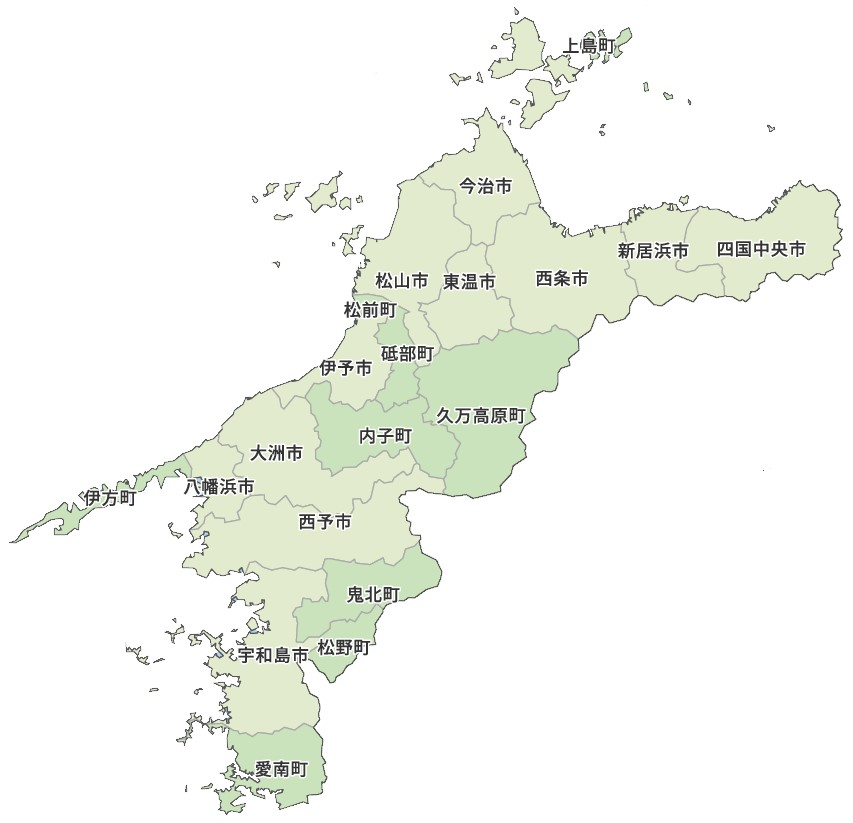 上島町
今治市
新居浜市
四国中央市
松山市
東温市
西条市
松前町
砥部町
伊予市
久万高原町
内子町
大洲市
八幡浜市
伊方町
西予市
鬼北町
松野町
宇和島市
愛南町